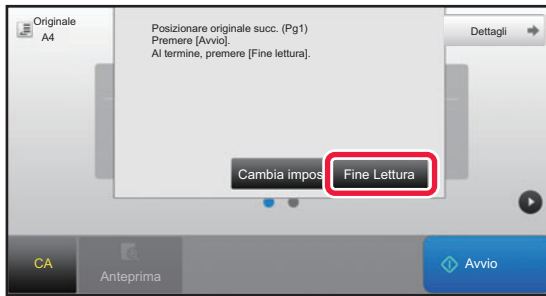 Originale
A4
Posizionare originale succ. (Pg1)
Premere [Avvio].
Al termine, premere [Fine lettura].
Dettagli
Cambia impos
Fine Lettura
CA
Anteprima
Avvio